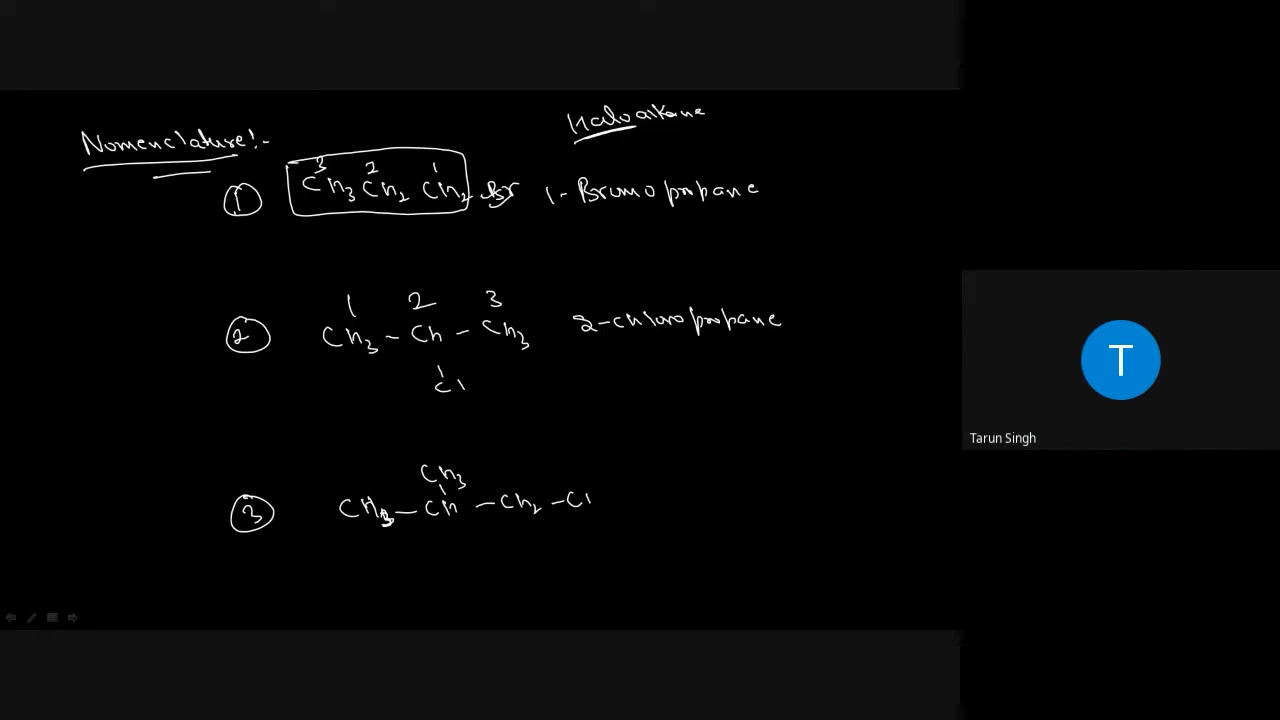 Haloalkane
Nomenclature:-
3 2 1
① CH3 CH2 CH2 - Br 1- Bromopropane
1 2 3
② CH3 - CH - CH3 2-chloropropane
Cl
CH3
③ CH3 - CH - CH2 - Cl
T
Tarun Singh